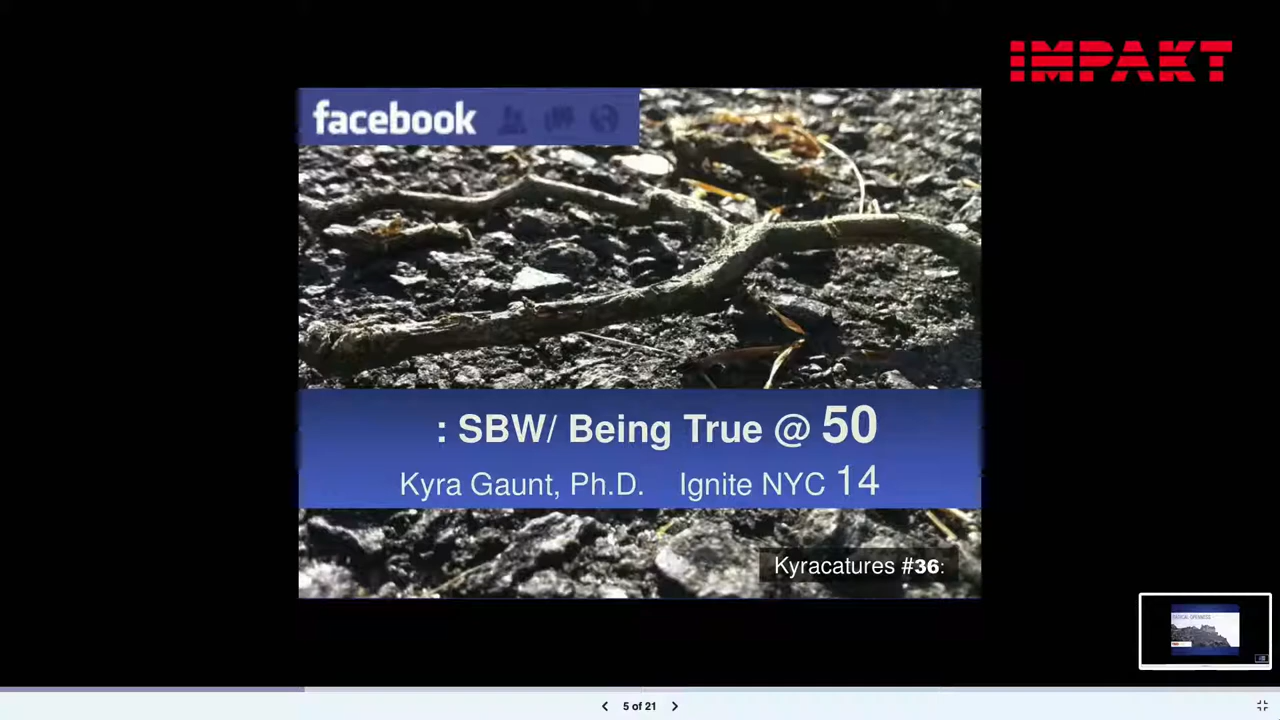 IMPAKT
facebook
: SBW/ Being True @ 50
Kyra Gaunt, Ph.D. Ignite NYC 14
Kyracatures #36:
5 of 21